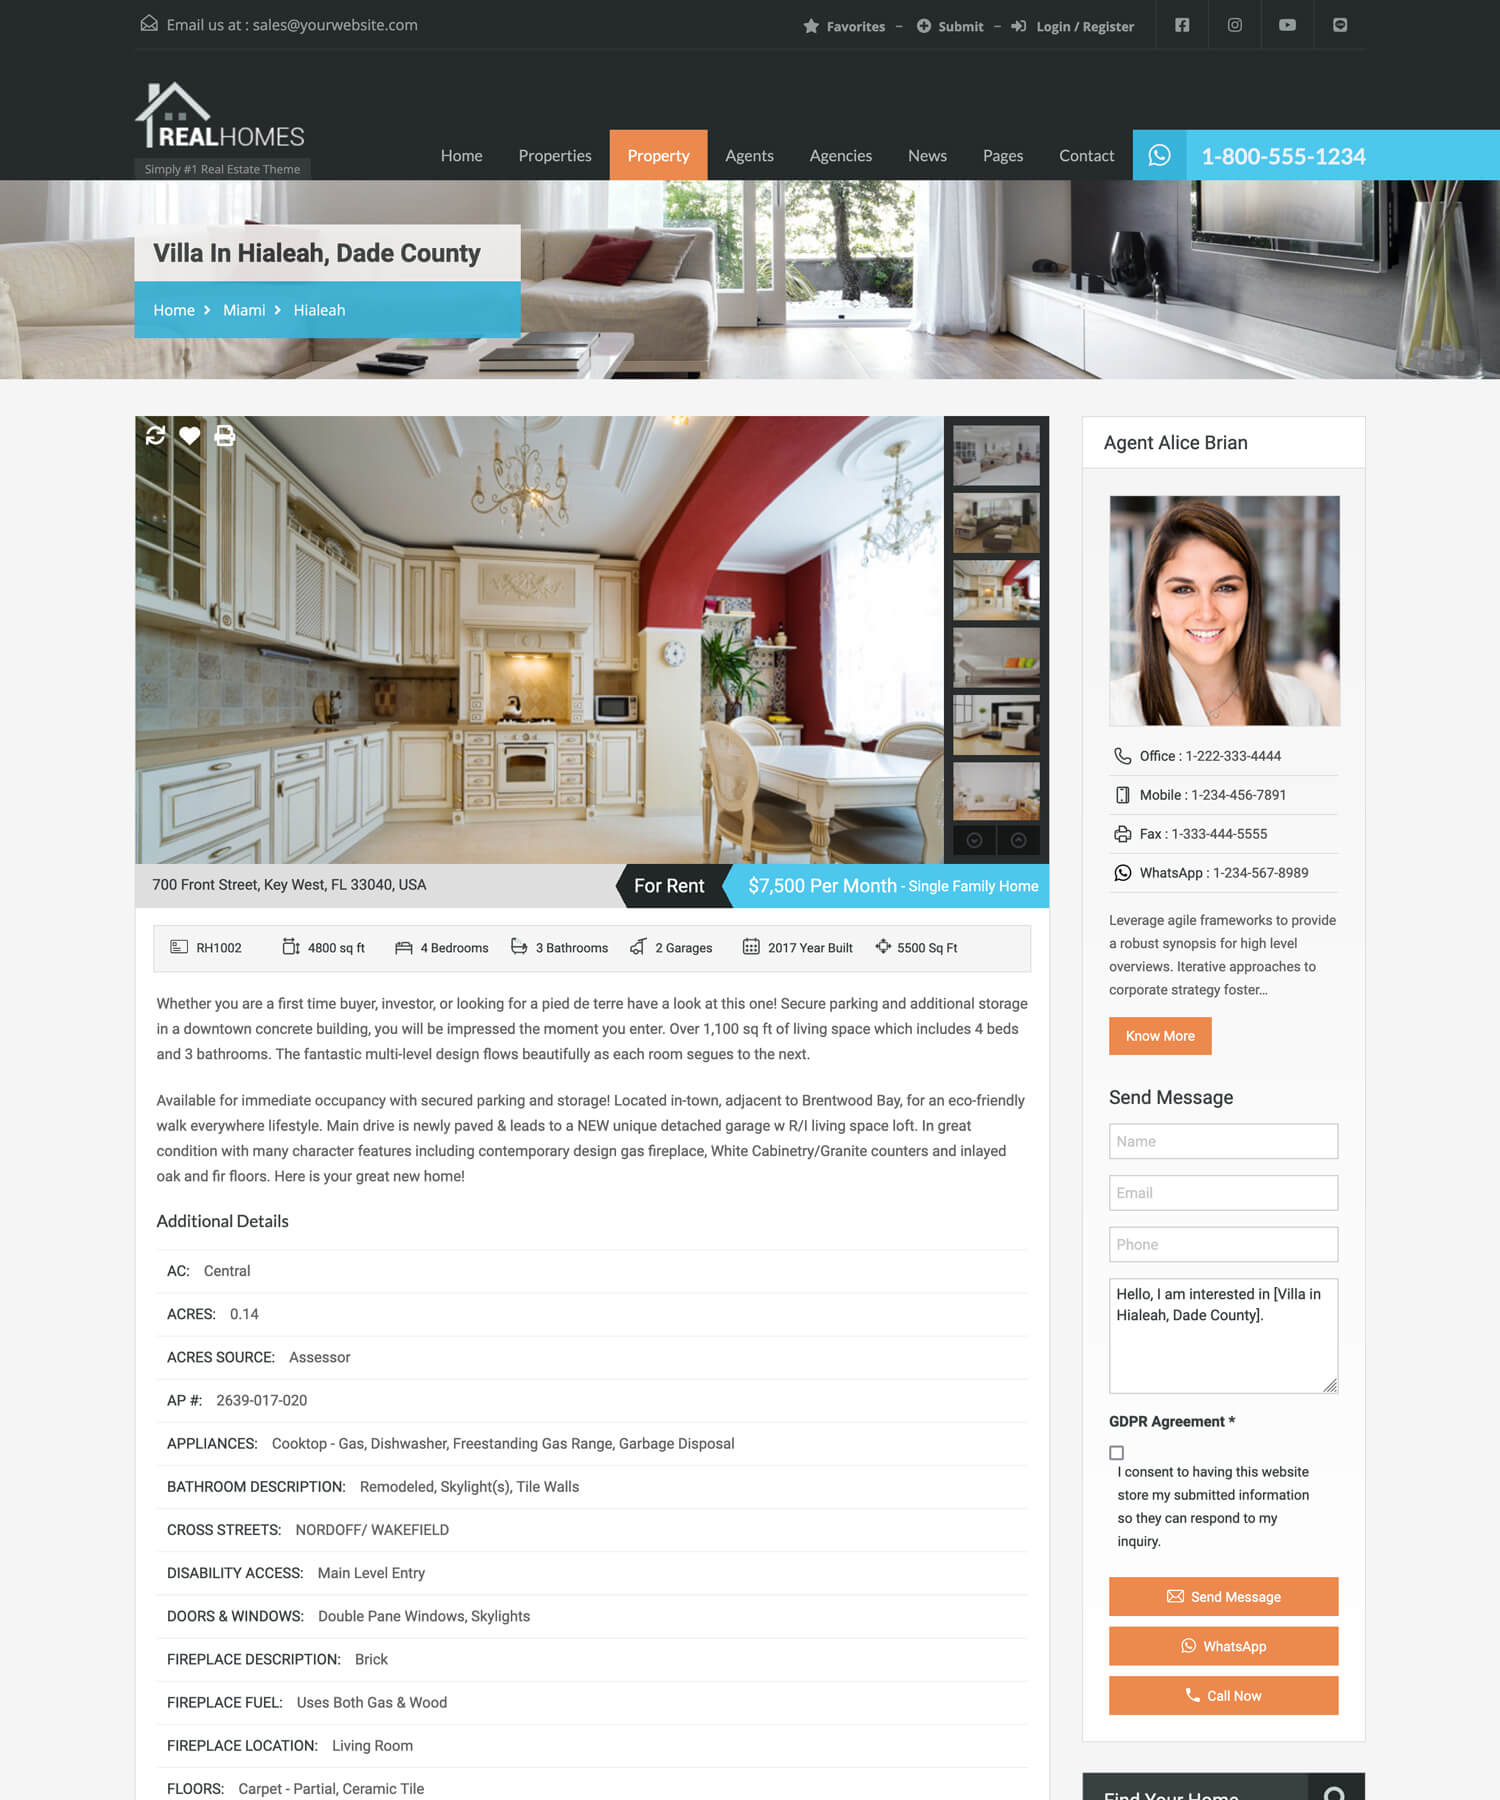 Email us at : sales@yourwebsite.com
Favorites – Submit – Login / Register
REALHOMES
Simply #1 Real Estate Theme
Home Properties Property Agents Agencies News Pages Contact 1-800-555-1234
Villa In Hialeah, Dade County
Home Miami Hialeah
700 Front Street, Key West, FL 33040, USA For Rent $7,500 Per Month - Single Family Home
RH1002 4800 sq ft 4 Bedrooms 3 Bathrooms 2 Garages 2017 Year Built 5500 Sq Ft
Whether you are a first time buyer, investor, or looking for a pied de terre have a look at this one! Secure parking and additional storage
in a downtown concrete building, you will be impressed the moment you enter. Over 1,100 sq ft of living space which includes 4 beds
and 3 bathrooms. The fantastic multi-level design flows beautifully as each room segues to the next.
Available for immediate occupancy with secured parking and storage! Located in-town, adjacent to Brentwood Bay, for an eco-friendly
walk everywhere lifestyle. Main drive is newly paved & leads to a NEW unique detached garage w R/I living space loft. In great
condition with many character features including contemporary design gas fireplace, White Cabinetry/Granite counters and inlayed
oak and fir floors. Here is your great new home!
Additional Details
AC: Central
ACRES: 0.14
ACRES SOURCE: Assessor
AP #: 2639-017-020
APPLIANCES: Cooktop - Gas, Dishwasher, Freestanding Gas Range, Garbage Disposal
BATHROOM DESCRIPTION: Remodeled, Skylight(s), Tile Walls
CROSS STREETS: NORDOFF/ WAKEFIELD
DISABILITY ACCESS: Main Level Entry
DOORS & WINDOWS: Double Pane Windows, Skylights
FIREPLACE DESCRIPTION: Brick
FIREPLACE FUEL: Uses Both Gas & Wood
FIREPLACE LOCATION: Living Room
FLOORS: Carpet - Partial, Ceramic Tile
Agent Alice Brian
Office : 1-222-333-4444
Mobile : 1-234-456-7891
Fax : 1-333-444-5555
WhatsApp : 1-234-567-8989
Leverage agile frameworks to provide
a robust synopsis for high level
overviews. Iterative approaches to
corporate strategy foster…
Know More
Send Message
Name
Email
Phone
Hello, I am interested in [Villa in
Hialeah, Dade County].
GDPR Agreement *
I consent to having this website
store my submitted information
so they can respond to my
inquiry.
Send Message
WhatsApp
Call Now
Find Your Home